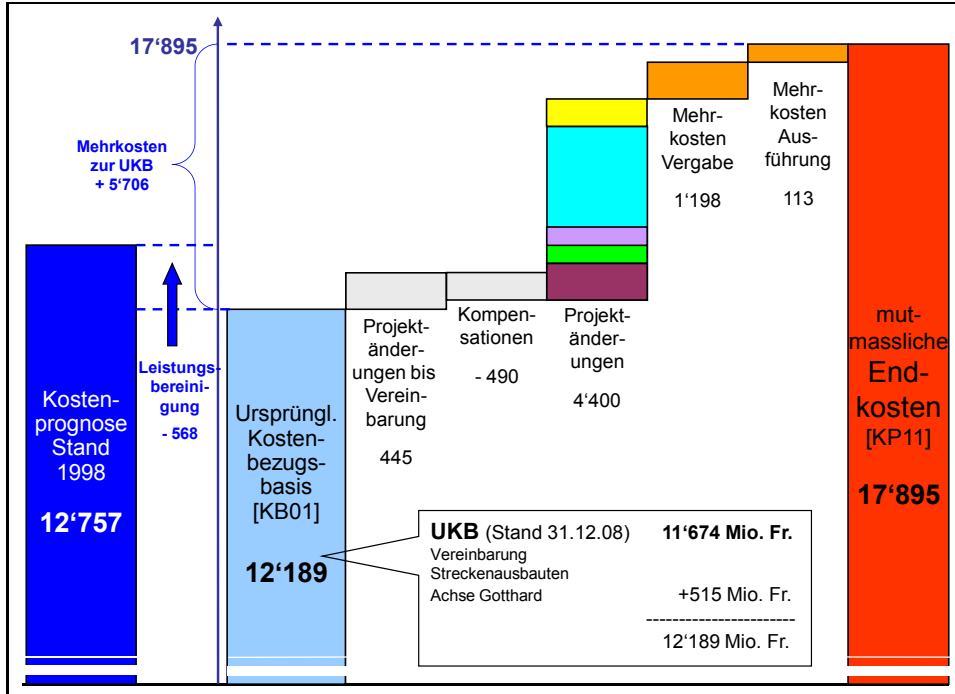 17‘895
Mehrkosten
zur UKB
+ 5‘706
Leistungs-
bereini-
gung
- 568
Kosten-
prognose
Stand
1998
12‘757
Ursprüngl.
Kosten-
bezugs-
basis
[KB01]
12‘189
Projekt-
änder-
ungen bis
Verein-
barung
445
Kompen-
sationen
- 490
Projekt-
änder-
ungen
4‘400
Mehr-
kosten
Vergabe
1‘198
Mehr-
kosten
Aus-
führung
113
mut-
massliche
End-
kosten
[KP11]
17‘895
UKB (Stand 31.12.08) 11‘674 Mio. Fr.
Vereinbarung
Streckenausbauten
Achse Gotthard +515 Mio. Fr.
-----------------------
12‘189 Mio. Fr.